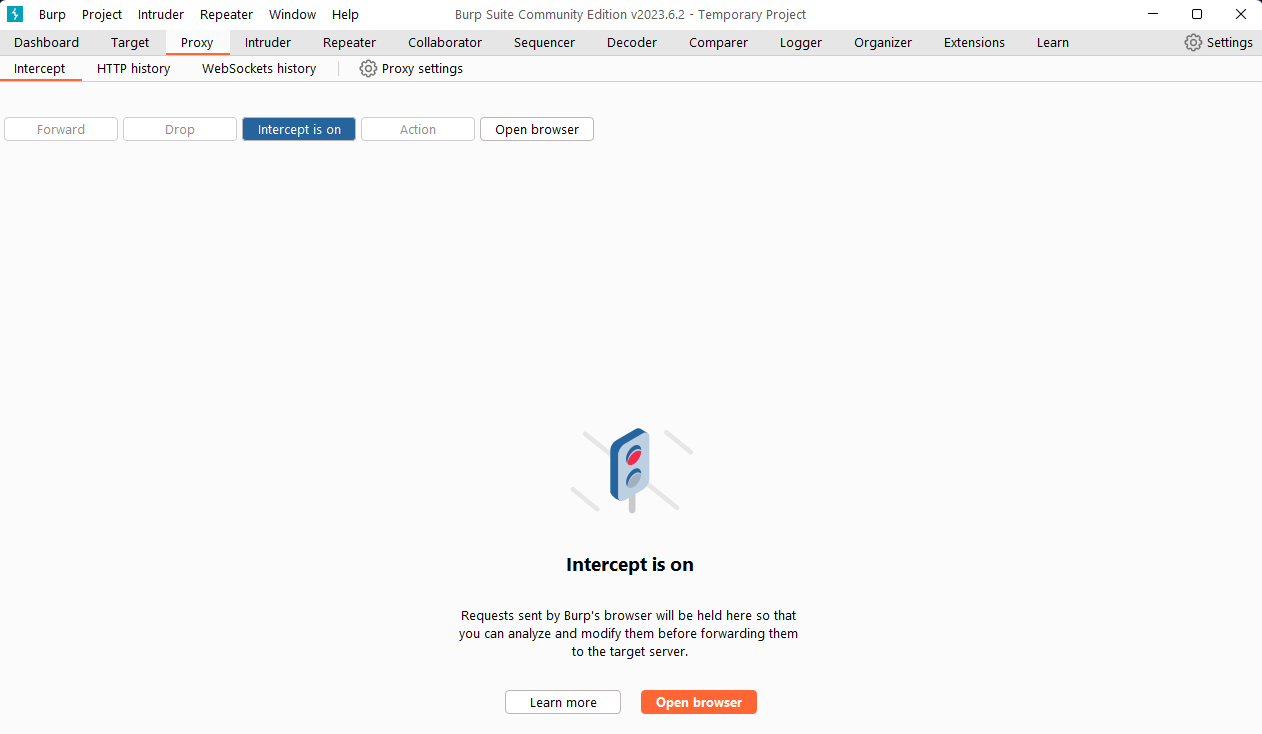 Burp Project Intruder Repeater Window Help Burp Suite Community Edition v2023.6.2 - Temporary Project
Dashboard Target Proxy Intruder Repeater Collaborator Sequencer Decoder Comparer Logger Organizer Extensions Learn Settings
Intercept HTTP history WebSockets history Proxy settings
Forward Drop Intercept is on Action Open browser
Intercept is on
Requests sent by Burp's browser will be held here so that
you can analyze and modify them before forwarding them
to the target server.
Learn more Open browser